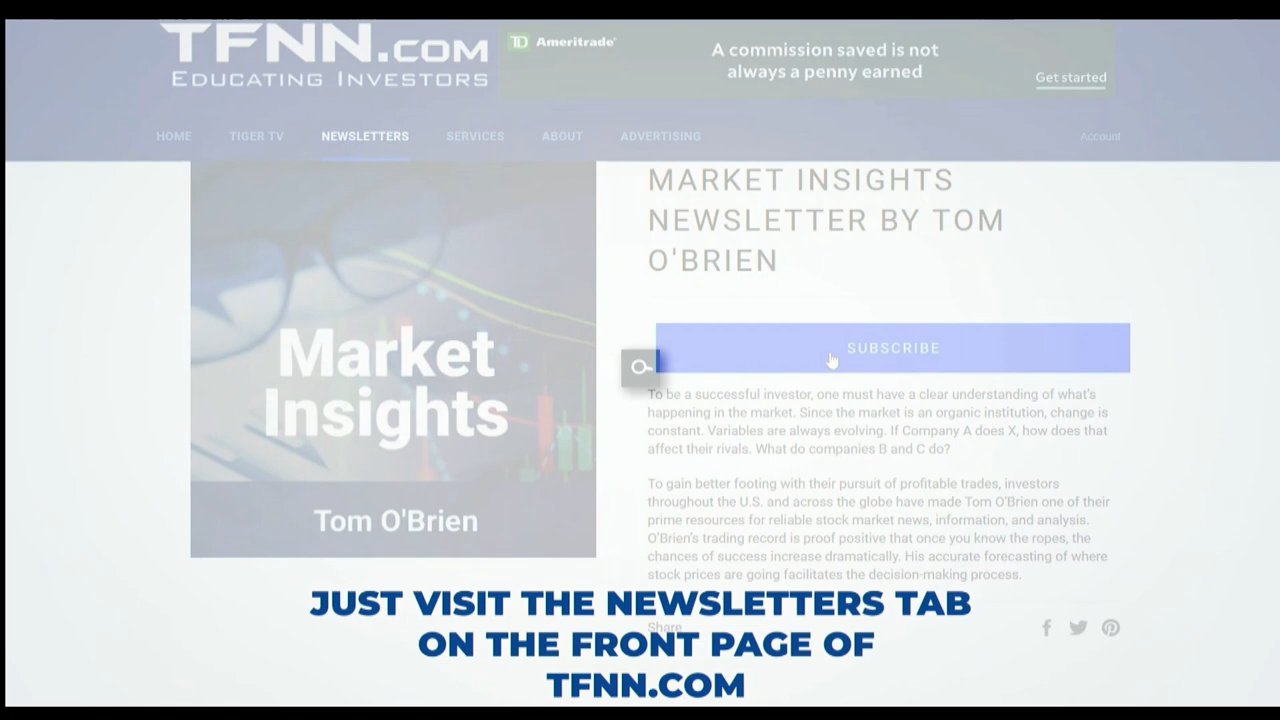 TFNN.COM
EDUCATING INVESTORS
TD Ameritrade
A commission saved is not
always a penny earned
Get started
HOME TIGER TV NEWSLETTERS SERVICES ABOUT ADVERTISING Account
Market
Insights
Tom O'Brien
MARKET INSIGHTS
NEWSLETTER BY TOM
O'BRIEN
SUBSCRIBE
To be a successful investor, one must have a clear understanding of what's
happening in the market. Since the market is an organic institution, change is
constant. Variables are always evolving. If Company A does X, how does that
affect their rivals. What do companies B and C do?
To gain better footing with their pursuit of profitable trades, investors
throughout the U.S. and across the globe have made Tom O'Brien one of their
prime resources for reliable stock market news, information, and analysis.
O'Brien's trading record is proof positive that once you know the ropes, the
chances of success increase dramatically. His accurate forecasting of where
stock prices are going facilitates the decision-making process.
Share
JUST VISIT THE NEWSLETTERS TAB
ON THE FRONT PAGE OF
TFNN.COM